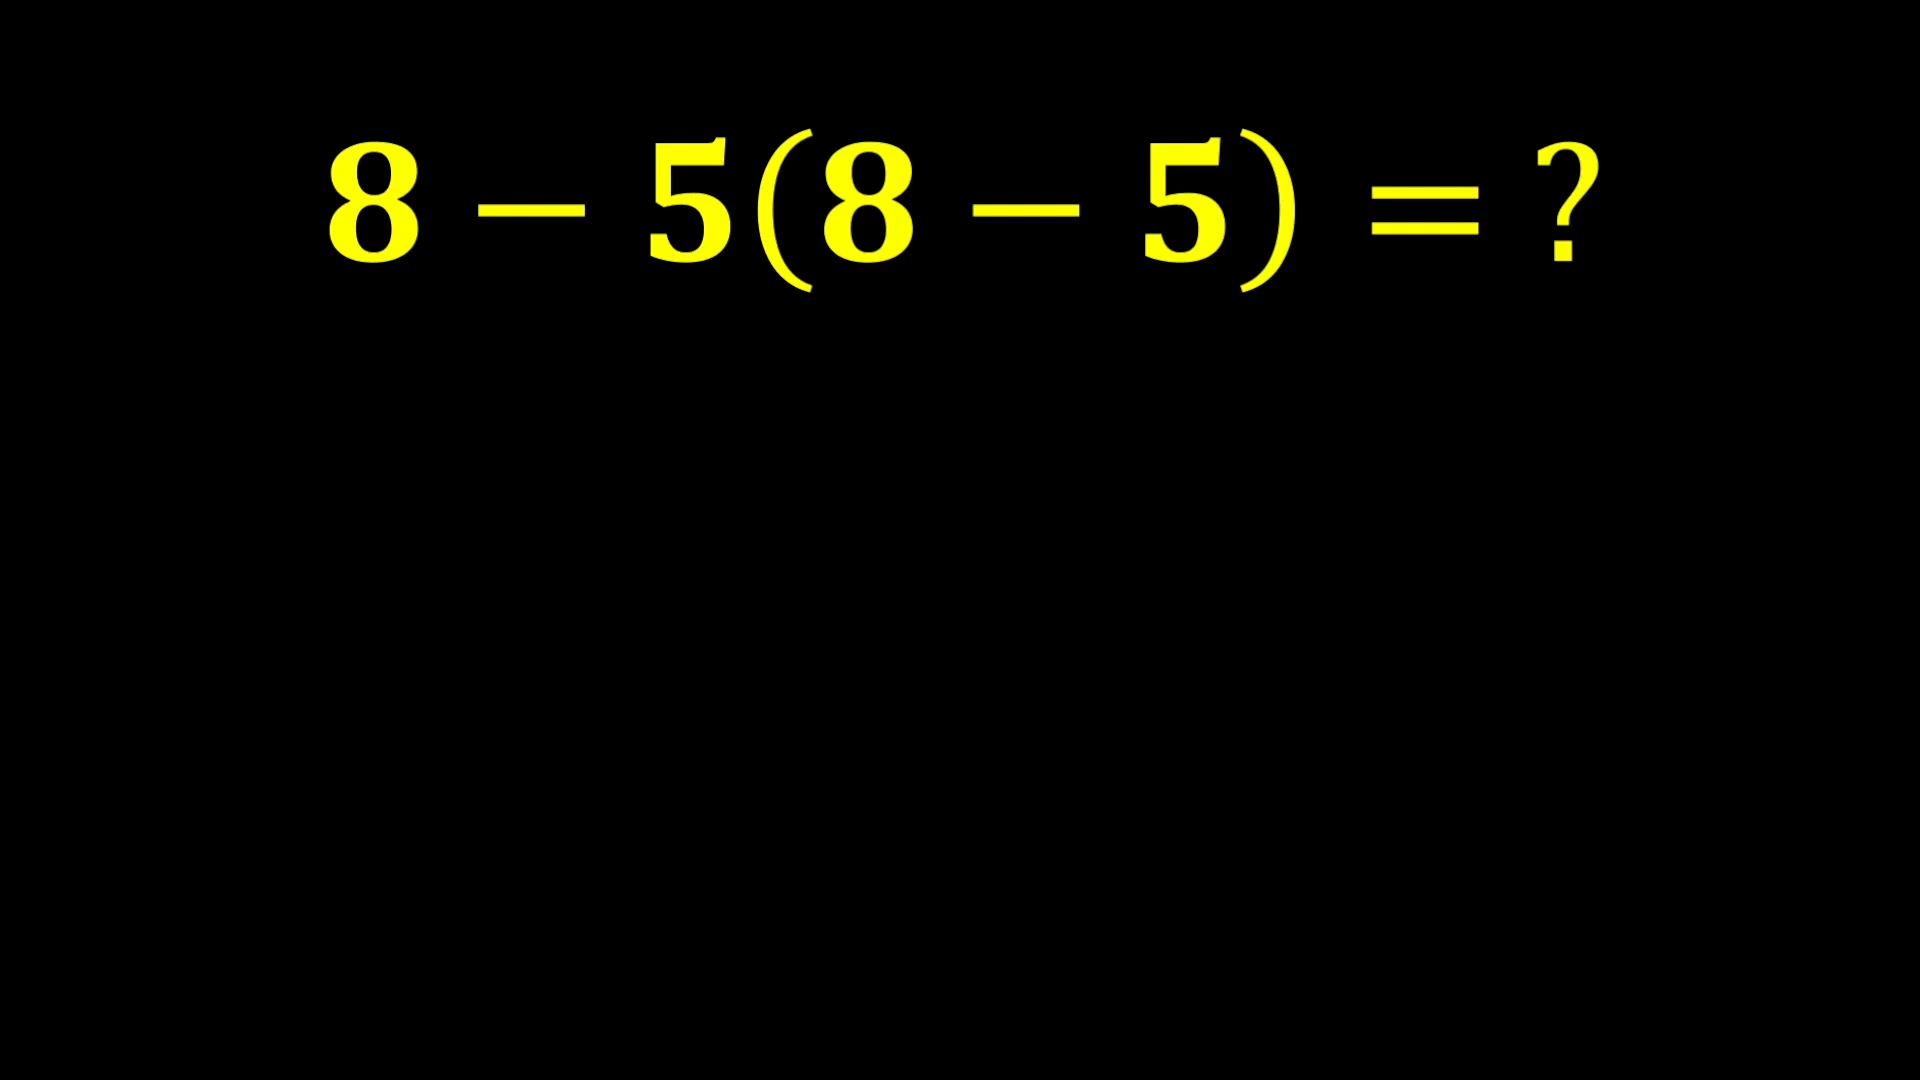 8 − 5(8 − 5) = ?